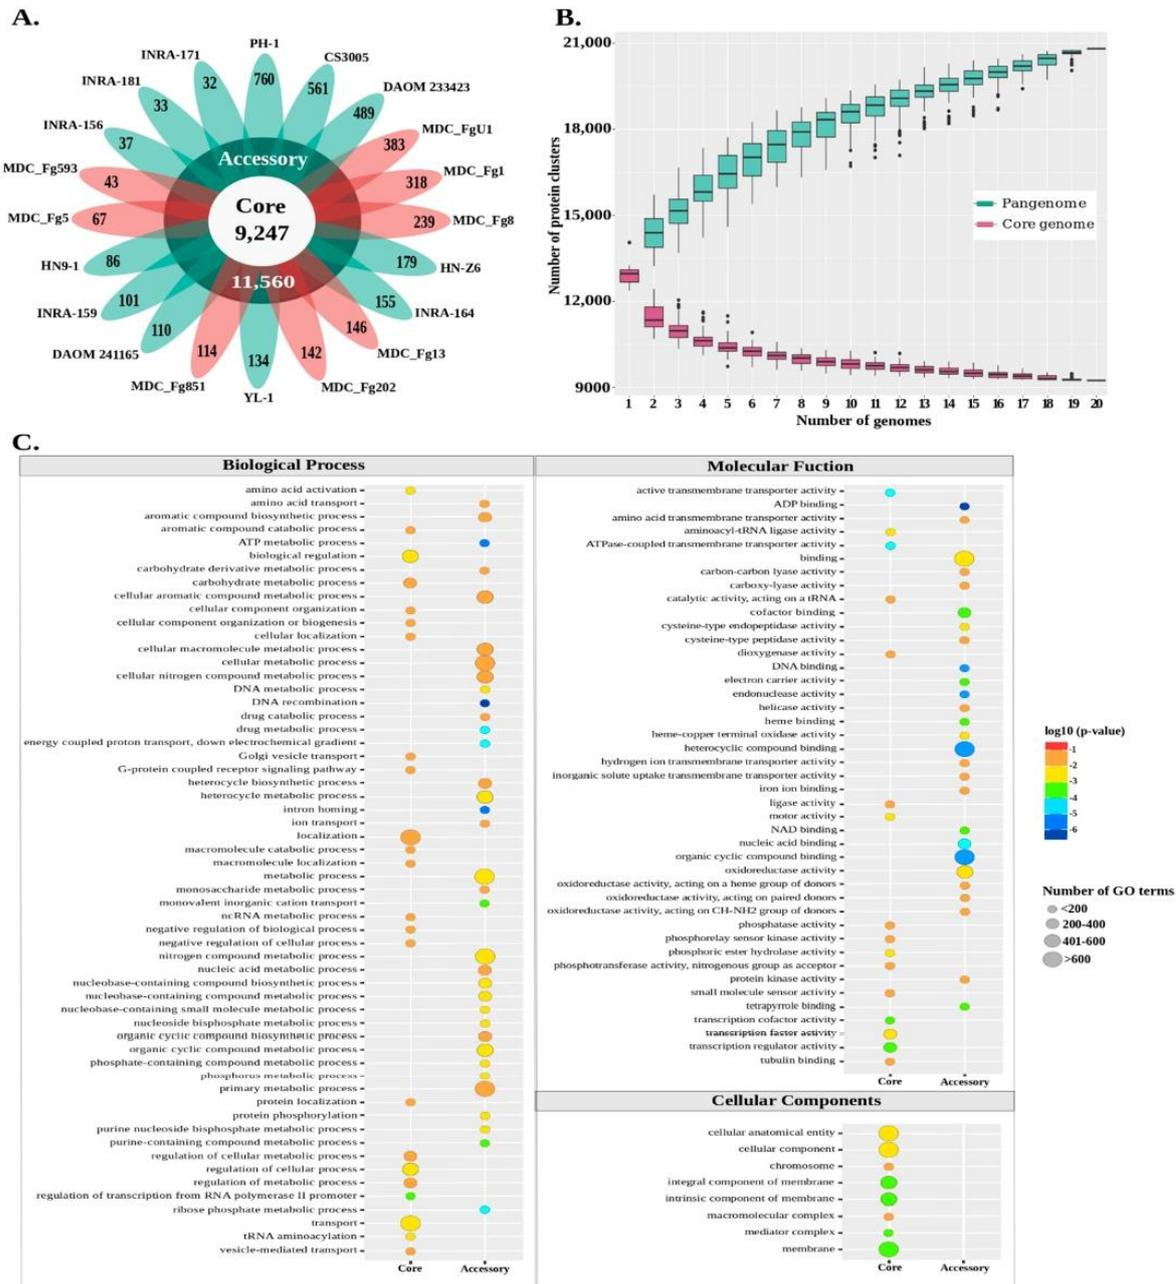 A.
PH-1
760
CS3005
561
DAOM 233423
489
MDC_FgU1
383
MDC_Fg1
318
MDC_Fg8
239
HN-Z6
179
INRA-164
155
MDC_Fg13
146
MDC_Fg202
142
YL-1
134
MDC_Fg851
114
DAOM 241165
110
INRA-159
101
HN9-1
86
MDC_Fg5
67
MDC_Fg593
43
INRA-156
37
INRA-181
33
INRA-171
32
Accessory
Core
9,247
11,560
B.
Number of protein clusters
21,000
18,000
15,000
12,000
9000
Pangenome
Core genome
1 2 3 4 5 6 7 8 9 10 11 12 13 14 15 16 17 18 19 20
Number of genomes
C.
Biological Process
amino acid activation
amino acid transport
aromatic compound biosynthetic process
aromatic compound catabolic process
ATP metabolic process
biological regulation
carbohydrate derivative metabolic process
carbohydrate metabolic process
cellular aromatic compound metabolic process
cellular component organization
cellular component organization or biogenesis
cellular localization
cellular macromolecule metabolic process
cellular metabolic process
cellular nitrogen compound metabolic process
DNA metabolic process
DNA recombination
drug catabolic process
drug metabolic process
energy coupled proton transport, down electrochemical gradient
Golgi vesicle transport
G-protein coupled receptor signaling pathway
heterocycle biosynthetic process
heterocycle metabolic process
intron homing
ion transport
localization
macromolecule catabolic process
macromolecule localization
metabolic process
monosaccharide metabolic process
monovalent inorganic cation transport
ncRNA metabolic process
negative regulation of biological process
negative regulation of cellular process
nitrogen compound metabolic process
nucleic acid metabolic process
nucleobase-containing compound biosynthetic process
nucleobase-containing compound metabolic process
nucleobase-containing small molecule metabolic process
nucleoside bisphosphate metabolic process
organic cyclic compound biosynthetic process
organic cyclic compound metabolic process
phosphate-containing compound metabolic process
phosphorus metabolic process
primary metabolic process
protein localization
protein phosphorylation
purine nucleoside bisphosphate metabolic process
purine-containing compound metabolic process
regulation of cellular metabolic process
regulation of cellular process
regulation of metabolic process
regulation of transcription from RNA polymerase II promoter
ribose phosphate metabolic process
transport
tRNA aminoacylation
vesicle-mediated transport
Core Accessory
Molecular Fuction
active transmembrane transporter activity
ADP binding
amino acid transmembrane transporter activity
aminoacyl-tRNA ligase activity
ATPase-coupled transmembrane transporter activity
binding
carbon-carbon lyase activity
carboxy-lyase activity
catalytic activity, acting on a tRNA
cofactor binding
cysteine-type endopeptidase activity
cysteine-type peptidase activity
dioxygenase activity
DNA binding
electron carrier activity
endonuclease activity
helicase activity
heme binding
heme-copper terminal oxidase activity
heterocyclic compound binding
hydrogen ion transmembrane transporter activity
inorganic solute uptake transmembrane transporter activity
iron ion binding
ligase activity
motor activity
NAD binding
nucleic acid binding
organic cyclic compound binding
oxidoreductase activity
oxidoreductase activity, acting on a heme group of donors
oxidoreductase activity, acting on paired donors
oxidoreductase activity, acting on CH-NH2 group of donors
phosphatase activity
phosphorelay sensor kinase activity
phosphoric ester hydrolase activity
phosphotransferase activity, nitrogenous group as acceptor
protein kinase activity
small molecule sensor activity
tetrapyrrole binding
transcription cofactor activity
transcription factor activity
transcription regulator activity
tubulin binding
Core Accessory
Cellular Components
cellular anatomical entity
cellular component
chromosome
integral component of membrane
intrinsic component of membrane
macromolecular complex
mediator complex
membrane
Core Accessory
log10 (p-value)
-1
-2
-3
-4
-5
-6
Number of GO terms
<200
200-400
401-600
>600